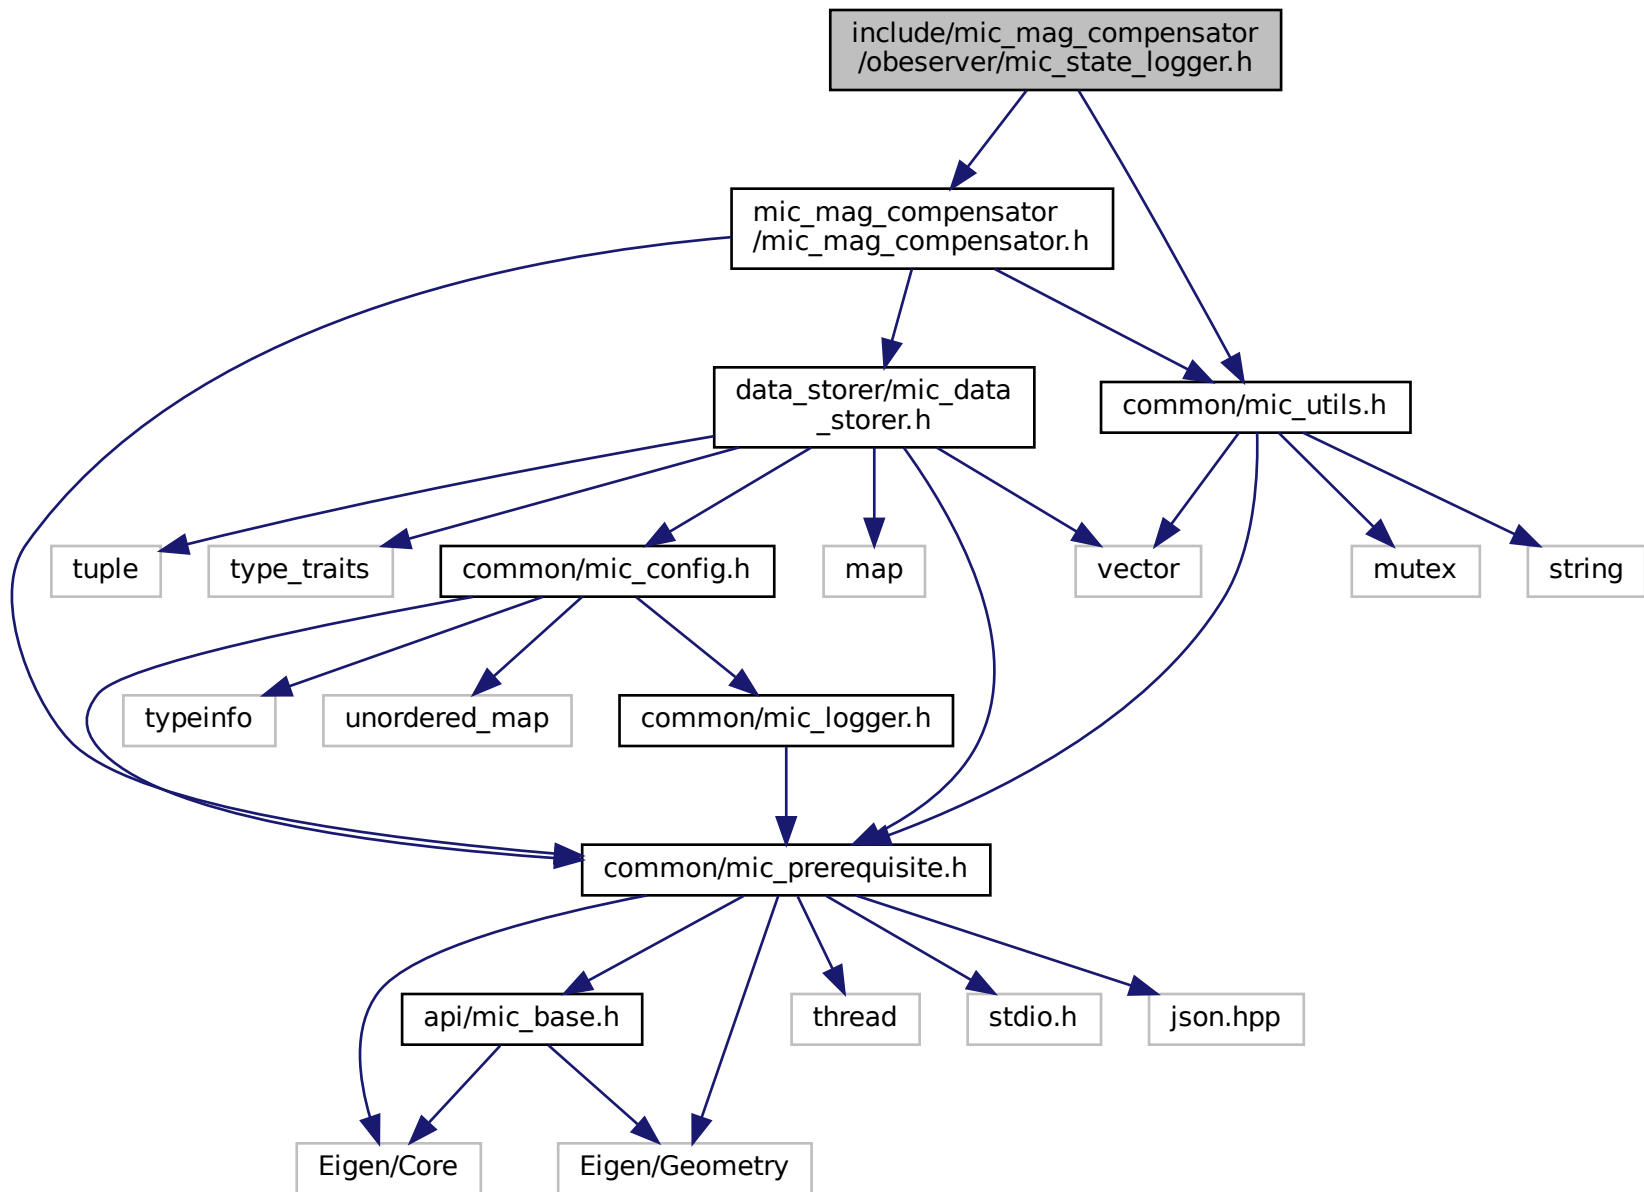 include/mic_mag_compensator
/obeserver/mic_state_logger.h
mic_mag_compensator
/mic_mag_compensator.h
data_storer/mic_data
_storer.h
common/mic_utils.h
tuple
type_traits
common/mic_config.h
map
vector
mutex
string
typeinfo
unordered_map
common/mic_logger.h
common/mic_prerequisite.h
api/mic_base.h
thread
stdio.h
json.hpp
Eigen/Core
Eigen/Geometry